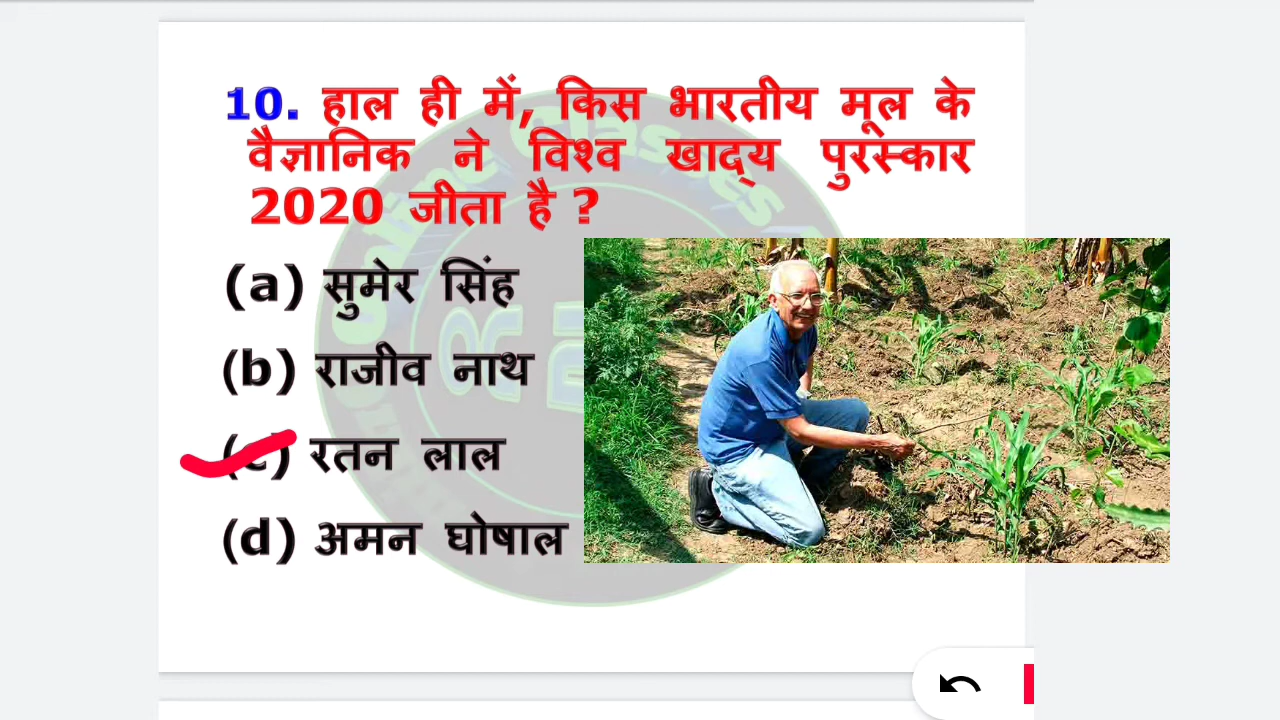 10. हाल ही में, किस भारतीय मूल के
वैज्ञानिक ने विश्व खाद्य पुरस्कार
2020 जीता है ?
(a) सुमेर सिंह
(b) राजीव नाथ
(c) रतन लाल
(d) अमन घोषाल